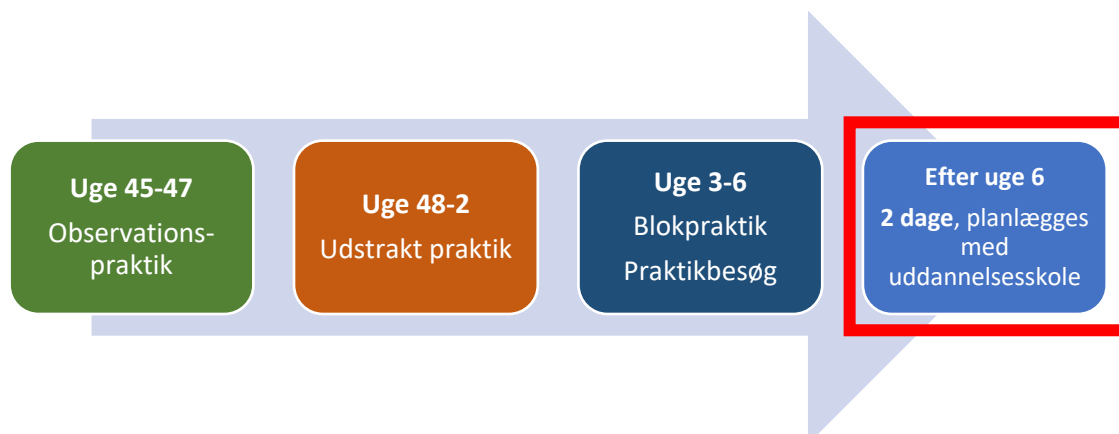 Uge 45-47
Observations-
praktik
Uge 48-2
Udstrakt praktik
Uge 3-6
Blokpraktik
Praktikbesøg
Efter uge 6
2 dage, planlægges
med
uddannelsesskole